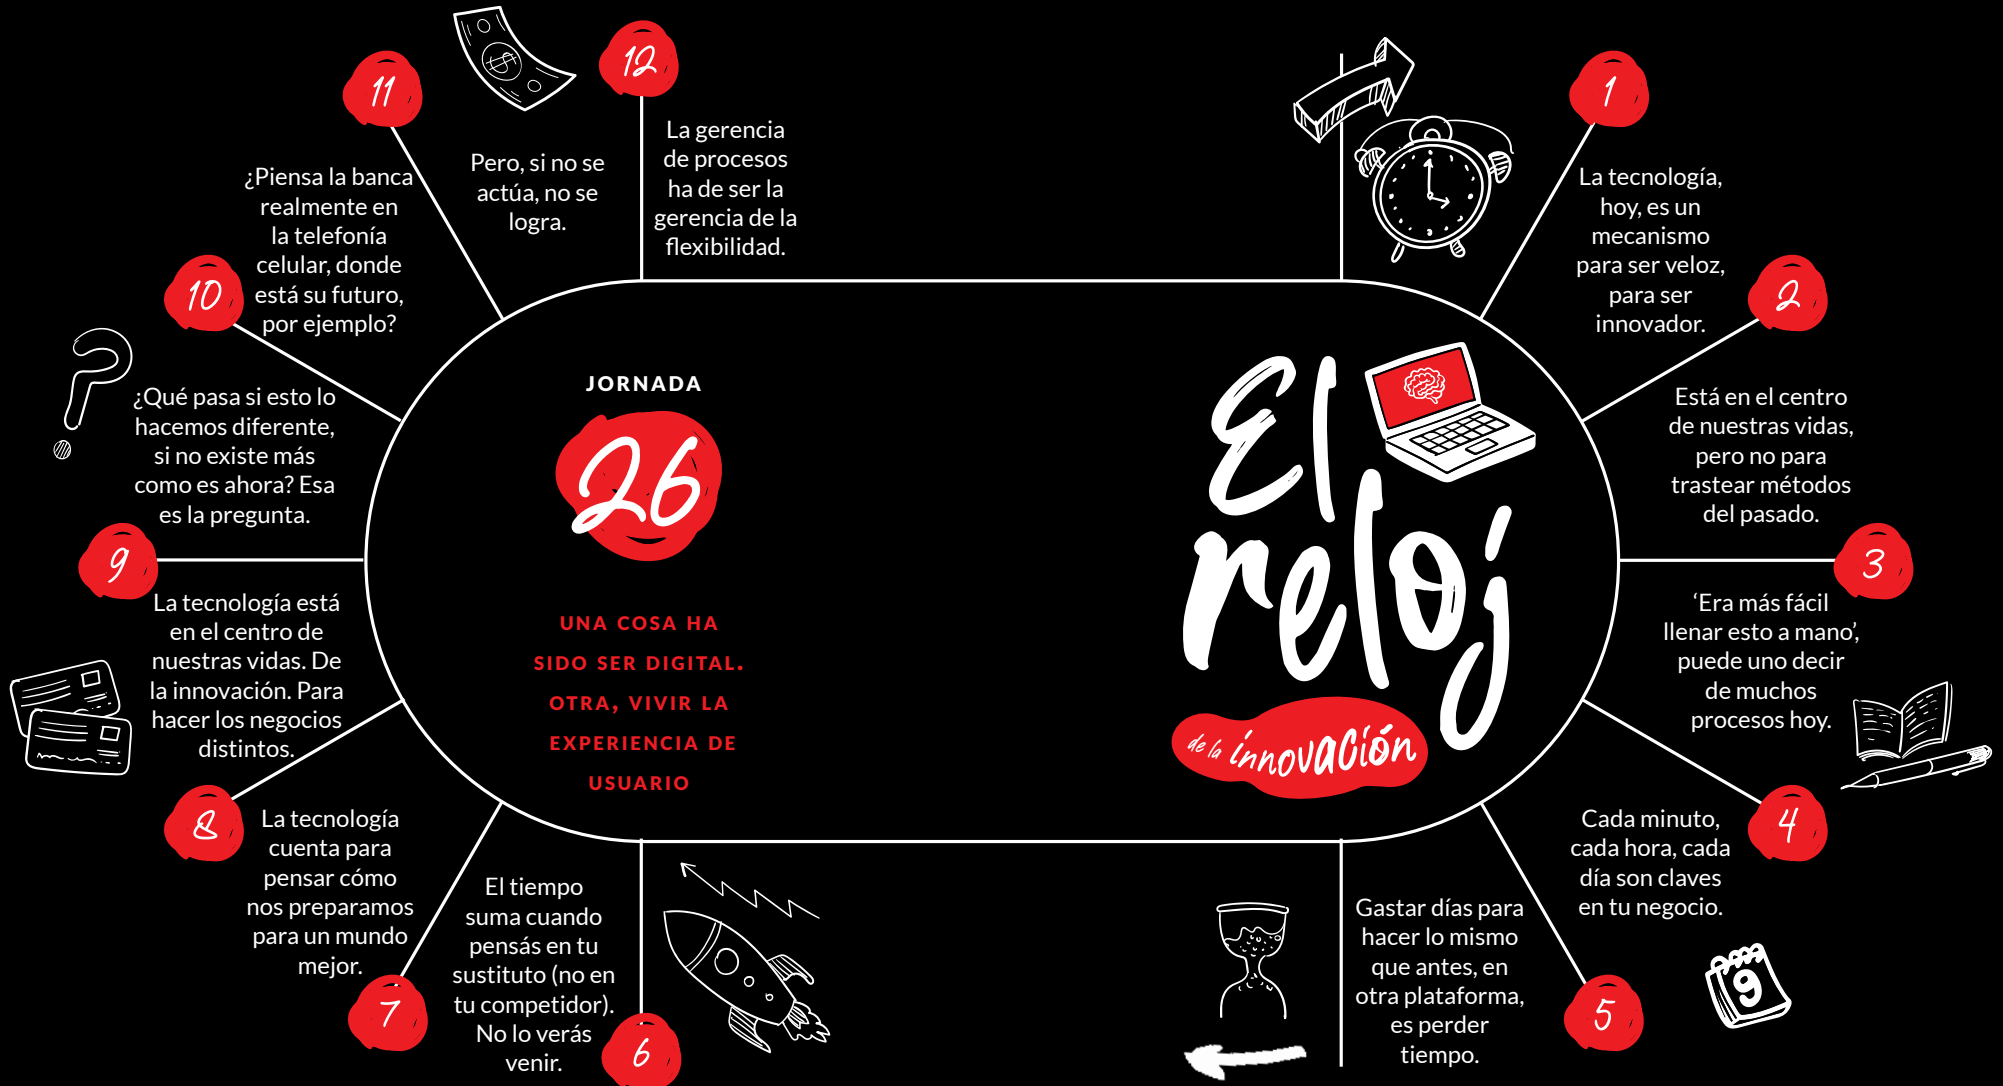 12
La gerencia
de procesos
ha de ser la
gerencia de la
flexibilidad.
1
La tecnología,
hoy, es un
mecanismo
para ser veloz,
para ser
innovador.
2
Está en el centro
de nuestras vidas,
pero no para
trastear métodos
del pasado.
3
‘Era más fácil
llenar esto a mano’,
puede uno decir
de muchos
procesos hoy.
4
Cada minuto,
cada hora, cada
día son claves
en tu negocio.
9
5
Gastar días para
hacer lo mismo
que antes, en
otra plataforma,
es perder
tiempo.
6
El tiempo
suma cuando
pensás en tu
sustituto (no en
tu competidor).
No lo verás
venir.
7
La tecnología
cuenta para
pensar cómo
nos preparamos
para un mundo
mejor.
8
La tecnología está
en el centro de
nuestras vidas. De
la innovación. Para
hacer los negocios
distintos.
9
¿Qué pasa si esto lo
hacemos diferente,
si no existe más
como es ahora? Esa
es la pregunta.
10
¿Piensa la banca
realmente en
la telefonía
celular, donde
está su futuro,
por ejemplo?
11
Pero, si no se
actúa, no se
logra.
JORNADA
26
UNA COSA HA
SIDO SER DIGITAL.
OTRA, VIVIR LA
EXPERIENCIA DE
USUARIO
El
reloj
de la innovación